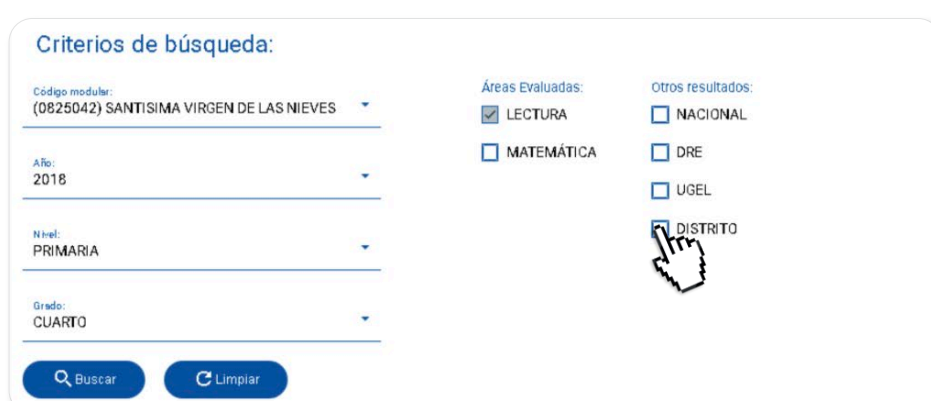 Criterios de búsqueda:
Código modular:
(0825042) SANTISIMA VIRGEN DE LAS NIEVES
Año:
2018
Nivel:
PRIMARIA
Grado:
CUARTO
Buscar
Limpiar
Áreas Evaluadas:
LECTURA
MATEMÁTICA
Otros resultados:
NACIONAL
DRE
UGEL
DISTRITO